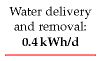 Water delivery
and removal:
0.4 kWh/d